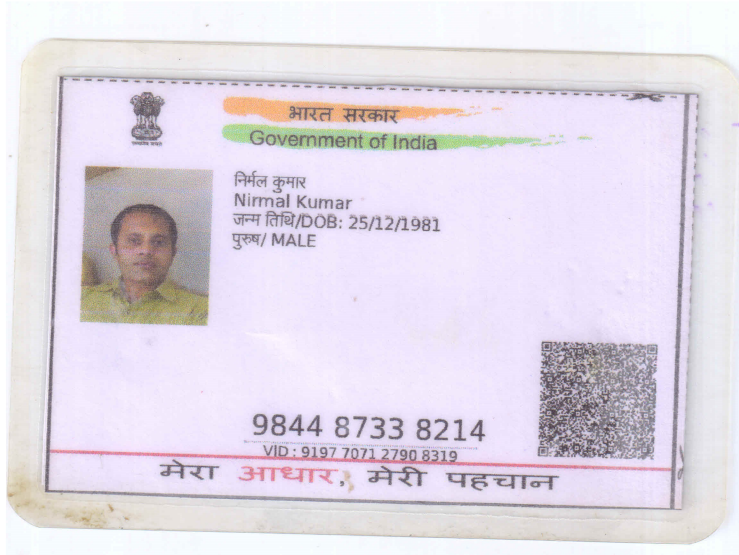 भारत सरकार
Government of India
निर्मल कुमार
Nirmal Kumar
जन्म तिथि/DOB: 25/12/1981
पुरुष/ MALE
9844 8733 8214
VID : 9197 7071 2790 8319
मेरा आधार, मेरी पहचान